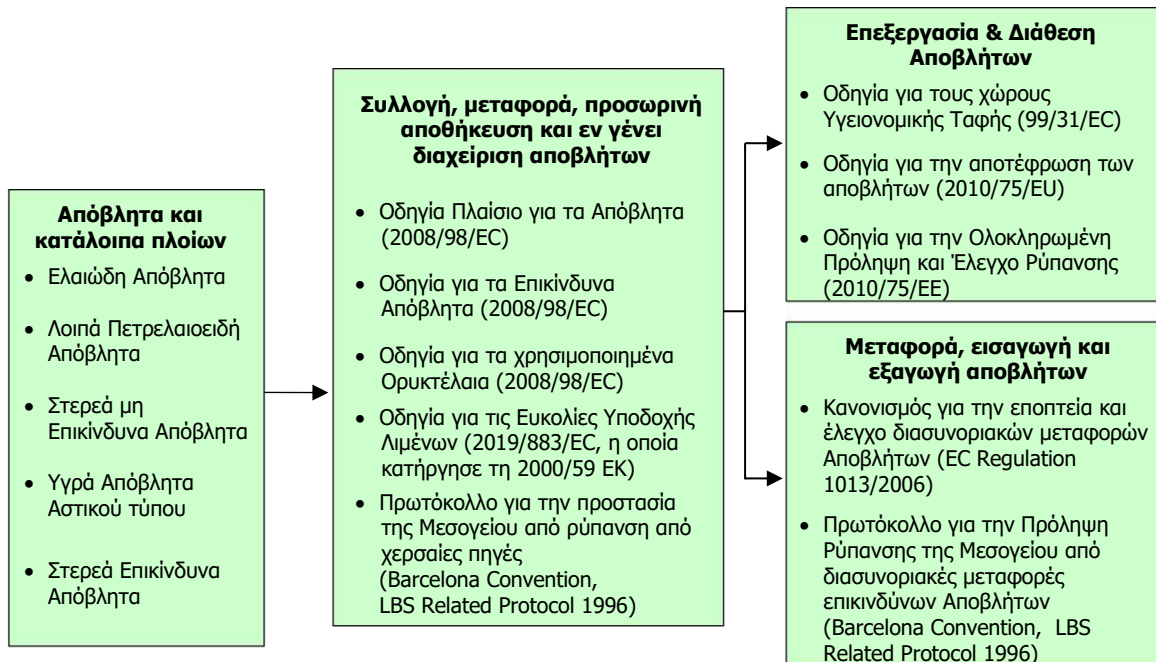 Απόβλητα και
κατάλοιπα πλοίων
• Ελαιώδη Απόβλητα
• Λοιπά Πετρελαιοειδή
Απόβλητα
• Στερεά μη
Επικίνδυνα Απόβλητα
• Υγρά Απόβλητα
Αστικού τύπου
• Στερεά Επικίνδυνα
Απόβλητα
Συλλογή, μεταφορά, προσωρινή
αποθήκευση και εν γένει
διαχείριση αποβλήτων
• Οδηγία Πλαίσιο για τα Απόβλητα
(2008/98/EC)
• Οδηγία για τα Επικίνδυνα
Απόβλητα (2008/98/EC)
• Οδηγία για τα χρησιμοποιημένα
Ορυκτέλαια (2008/98/EC)
• Οδηγία για τις Ευκολίες Υποδοχής
Λιμένων (2019/883/EC, η οποία
κατήργησε τη 2000/59 ΕΚ)
• Πρωτόκολλο για την προστασία
της Μεσογείου από ρύπανση από
χερσαίες πηγές
(Barcelona Convention,
LBS Related Protocol 1996)
Επεξεργασία & Διάθεση
Αποβλήτων
• Οδηγία για τους χώρους
Υγειονομικής Ταφής (99/31/EC)
• Οδηγία για την αποτέφρωση των
αποβλήτων (2010/75/EU)
• Οδηγία για την Ολοκληρωμένη
Πρόληψη και Έλεγχο Ρύπανσης
(2010/75/ΕΕ)
Μεταφορά, εισαγωγή και
εξαγωγή αποβλήτων
• Κανονισμός για την εποπτεία και
έλεγχο διασυνοριακών μεταφορών
Αποβλήτων (EC Regulation
1013/2006)
• Πρωτόκολλο για την Πρόληψη
Ρύπανσης της Μεσογείου από
διασυνοριακές μεταφορές
επικινδύνων Αποβλήτων
(Barcelona Convention, LBS
Related Protocol 1996)